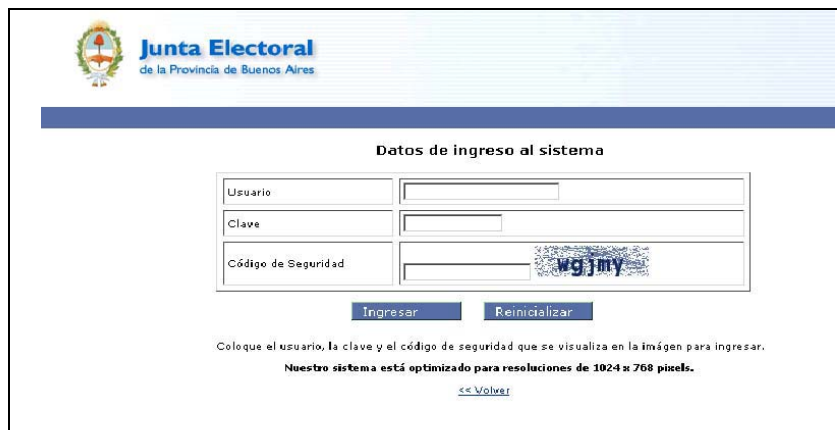 Junta Electoral
de la Provincia de Buenos Aires
Datos de ingreso al sistema
Usuario
Clave
Código de Seguridad wgjmy
Ingresar Reinicializar
Coloque el usuario, la clave y el código de seguridad que se visualiza en la imágen para ingresar.
Nuestro sistema está optimizado para resoluciones de 1024 x 768 pixels.
<< Volver